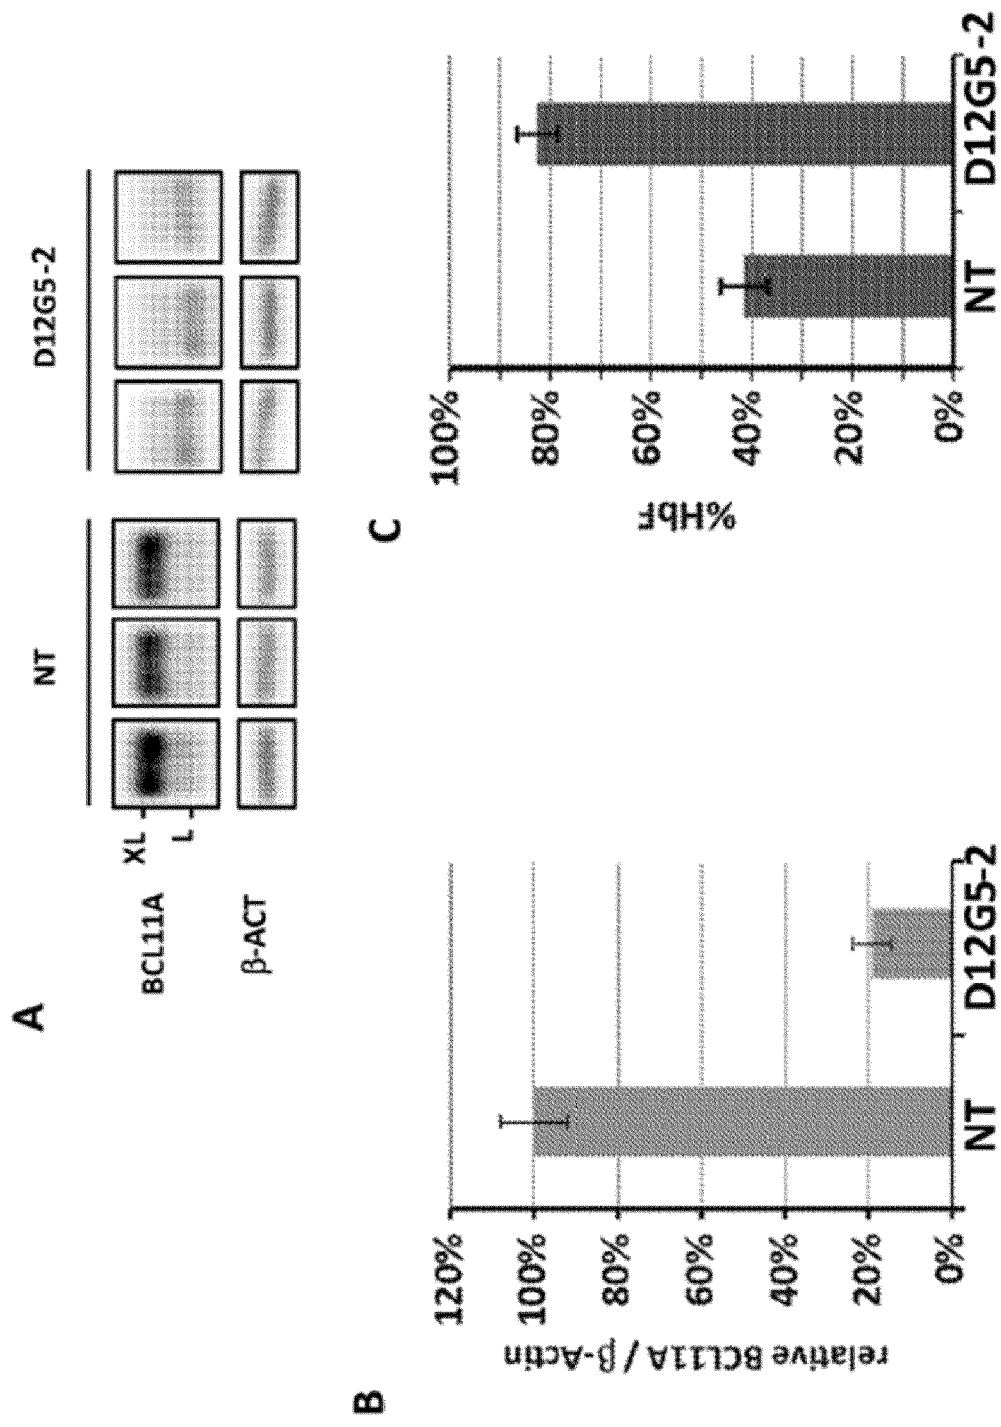 A
NT
D12G5-2
BCL11A
XL
L
β-ACT
B
relative BCL11A / β-Actin
120%
100%
80%
60%
40%
20%
0%
NT
D12G5-2
C
%HbF
100%
80%
60%
40%
20%
0%
NT
D12G5-2